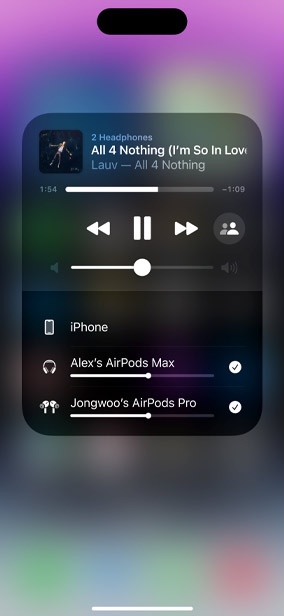 2 Headphones
All 4 Nothing (I'm So In Love
Lauv — All 4 Nothing
1:54
−1:09
iPhone
Alex's AirPods Max
Jongwoo's AirPods Pro